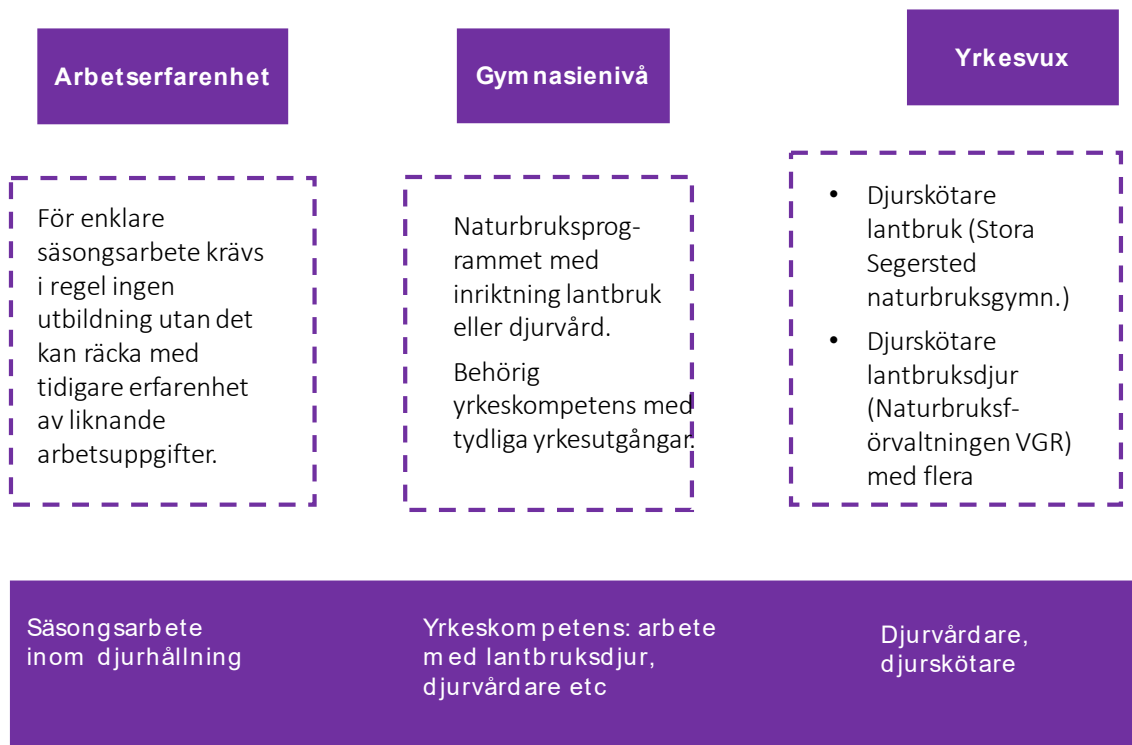 Arbetserfarenhet
Gymnasienivå
Yrkesvux
För enklare
säsongsarbete krävs
i regel ingen
utbildning utan det
kan räcka med
tidigare erfarenhet
av liknande
arbetsuppgifter.
Naturbruksprog-
rammet med
inriktning lantbruk
eller djurvård.
Behörig
yrkeskompetens med
tydliga yrkesutgångar.
• Djurskötare
lantbruk (Stora
Segersted
naturbruksgymn.)
• Djurskötare
lantbruksdjur
(Naturbruksf-
örvaltningen VGR)
med flera
Säsongsarbete
inom djurhållning
Yrkeskompetens: arbete
med lantbruksdjur,
djurvårdare etc
Djurvårdare,
djurskötare